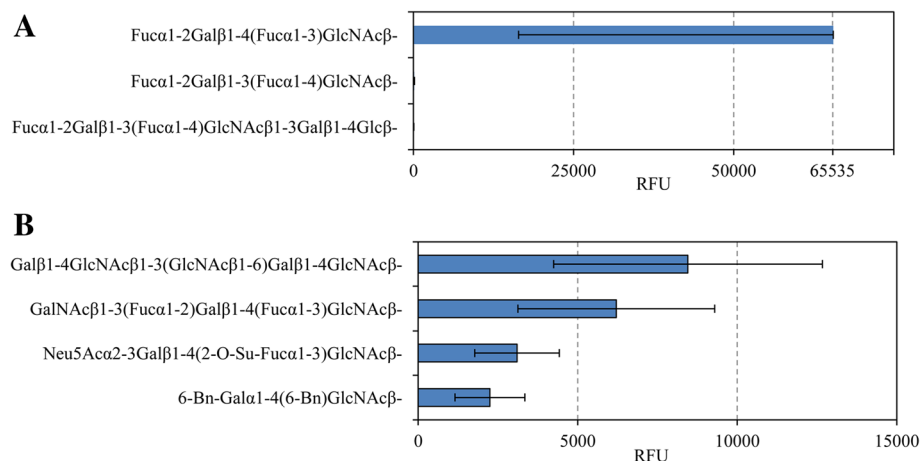 A
Fucα1-2Galβ1-4(Fucα1-3)GlcNAcβ-
Fucα1-2Galβ1-3(Fucα1-4)GlcNAcβ-
Fucα1-2Galβ1-3(Fucα1-4)GlcNAcβ1-3Galβ1-4Glcβ-
0 25000 50000 65535
RFU
B
Galβ1-4GlcNAcβ1-3(GlcNAcβ1-6)Galβ1-4GlcNAcβ-
GalNAcβ1-3(Fucα1-2)Galβ1-4(Fucα1-3)GlcNAcβ-
Neu5Acα2-3Galβ1-4(2-O-Su-Fucα1-3)GlcNAcβ-
6-Bn-Galα1-4(6-Bn)GlcNAcβ-
0 5000 10000 15000
RFU